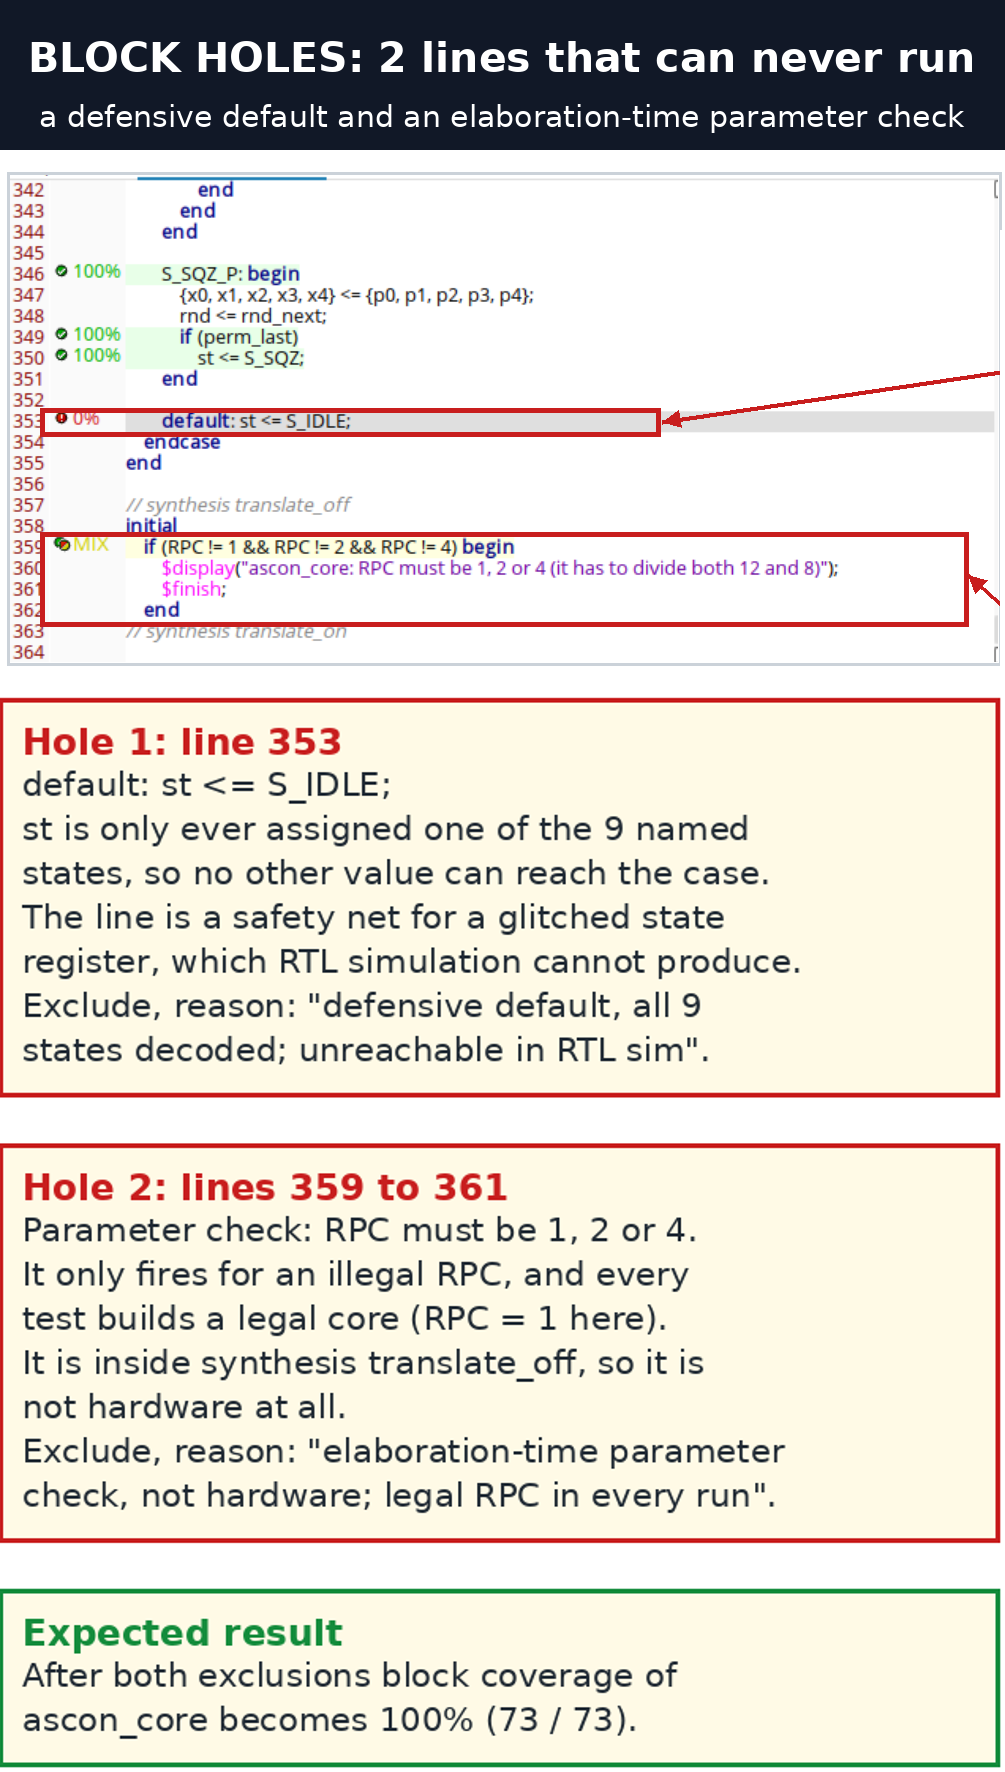 BLOCK HOLES: 2 lines that can never run
a defensive default and an elaboration-time parameter check
342 end
343 end
344 end
345
346 100% S_SQZ_P: begin
347 {x0, x1, x2, x3, x4} <= {p0, p1, p2, p3, p4};
348 rnd <= rnd_next;
349 100% if (perm_last)
350 100% st <= S_SQZ;
351 end
352
353 0% default: st <= S_IDLE;
354 endcase
355 end
356
357 // synthesis translate_off
358 initial
359 MIX if (RPC != 1 && RPC != 2 && RPC != 4) begin
360 $display("ascon_core: RPC must be 1, 2 or 4 (it has to divide both 12 and 8)");
361 $finish;
362 end
363 // synthesis translate_on
364
Hole 1: line 353
default: st <= S_IDLE;
st is only ever assigned one of the 9 named
states, so no other value can reach the case.
The line is a safety net for a glitched state
register, which RTL simulation cannot produce.
Exclude, reason: "defensive default, all 9
states decoded; unreachable in RTL sim".
Hole 2: lines 359 to 361
Parameter check: RPC must be 1, 2 or 4.
It only fires for an illegal RPC, and every
test builds a legal core (RPC = 1 here).
It is inside synthesis translate_off, so it is
not hardware at all.
Exclude, reason: "elaboration-time parameter
check, not hardware; legal RPC in every run".
Expected result
After both exclusions block coverage of
ascon_core becomes 100% (73 / 73).